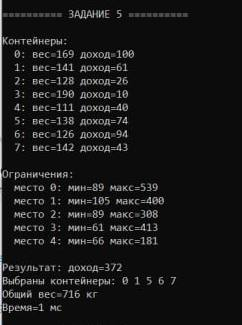 ========== ЗАДАНИЕ 5 ==========
Контейнеры:
0: вес=169 доход=100
1: вес=141 доход=61
2: вес=128 доход=26
3: вес=190 доход=10
4: вес=111 доход=40
5: вес=138 доход=74
6: вес=126 доход=94
7: вес=142 доход=43
Ограничения:
место 0: мин=89 макс=539
место 1: мин=105 макс=400
место 2: мин=89 макс=308
место 3: мин=61 макс=413
место 4: мин=66 макс=181
Результат: доход=372
Выбраны контейнеры: 0 1 5 6 7
Общий вес=716 кг
Время=1 мс